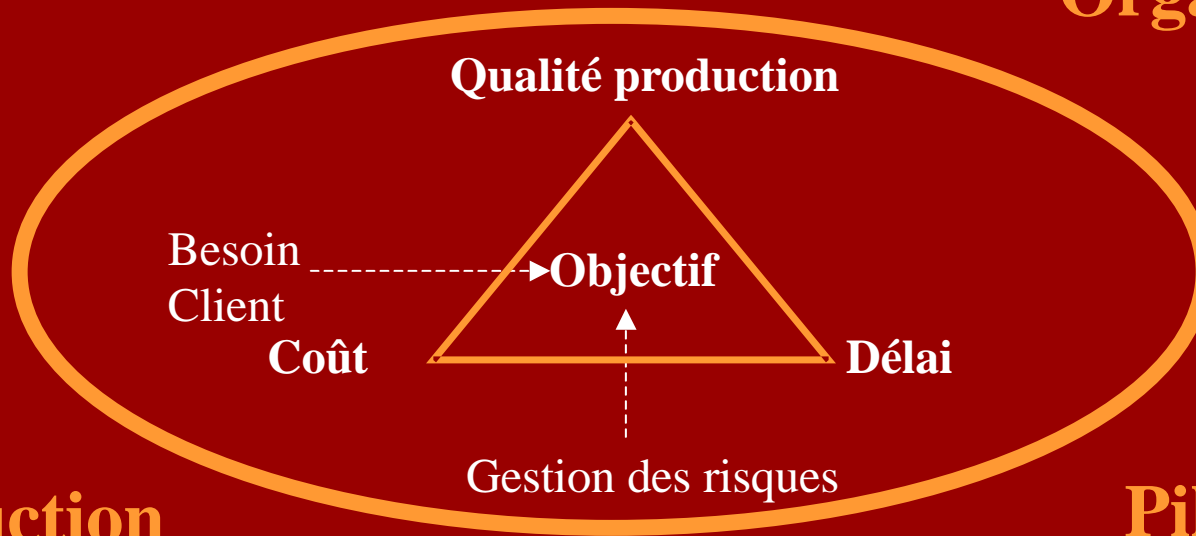 Qualité production
Besoin
Client
Objectif
Coût
Délai
Gestion des risques